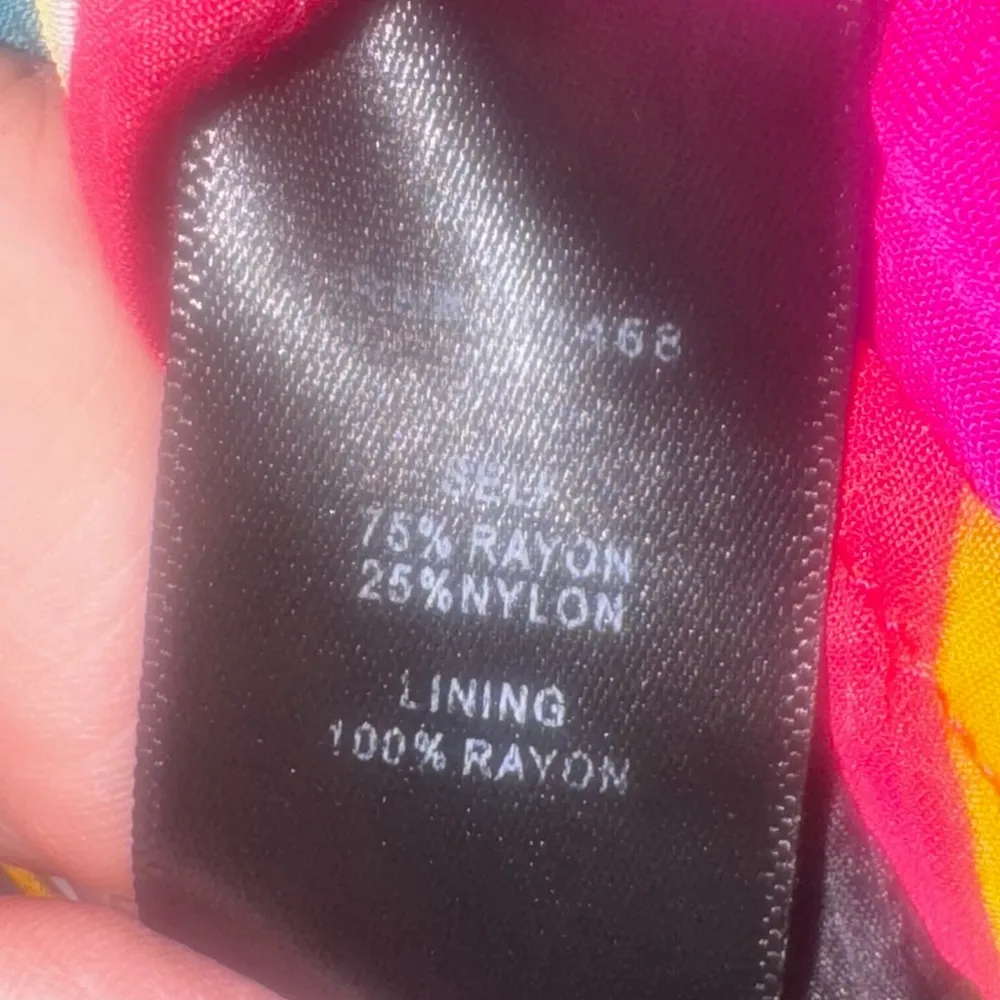 SELF
75% RAYON
25%NYLON
LINING
100% RAYON